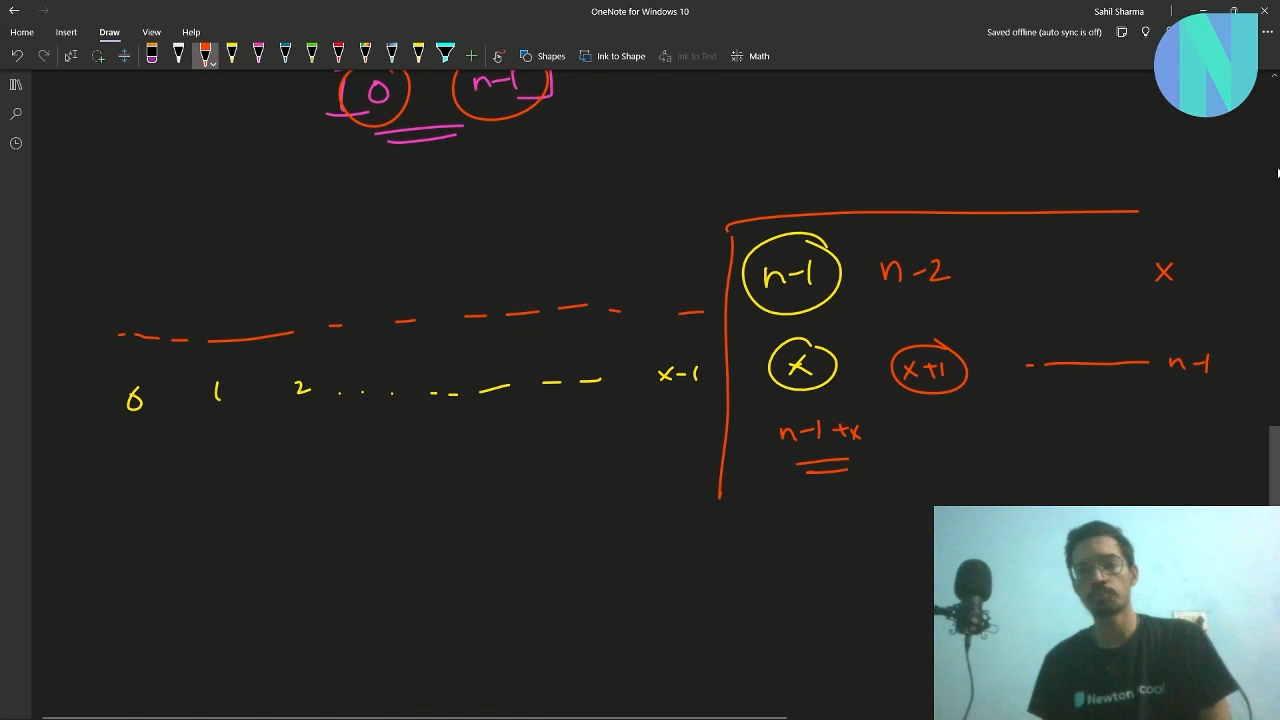 OneNote for Windows 10
Sahil Sharma
Home Insert Draw View Help
Saved offline (auto sync is off)
Shapes Ink to Shape Ink to Text Math
0 n-1
n-1 n-2 x
x x+1 n-1
0 1 2 x-1
n-1+x
Newton